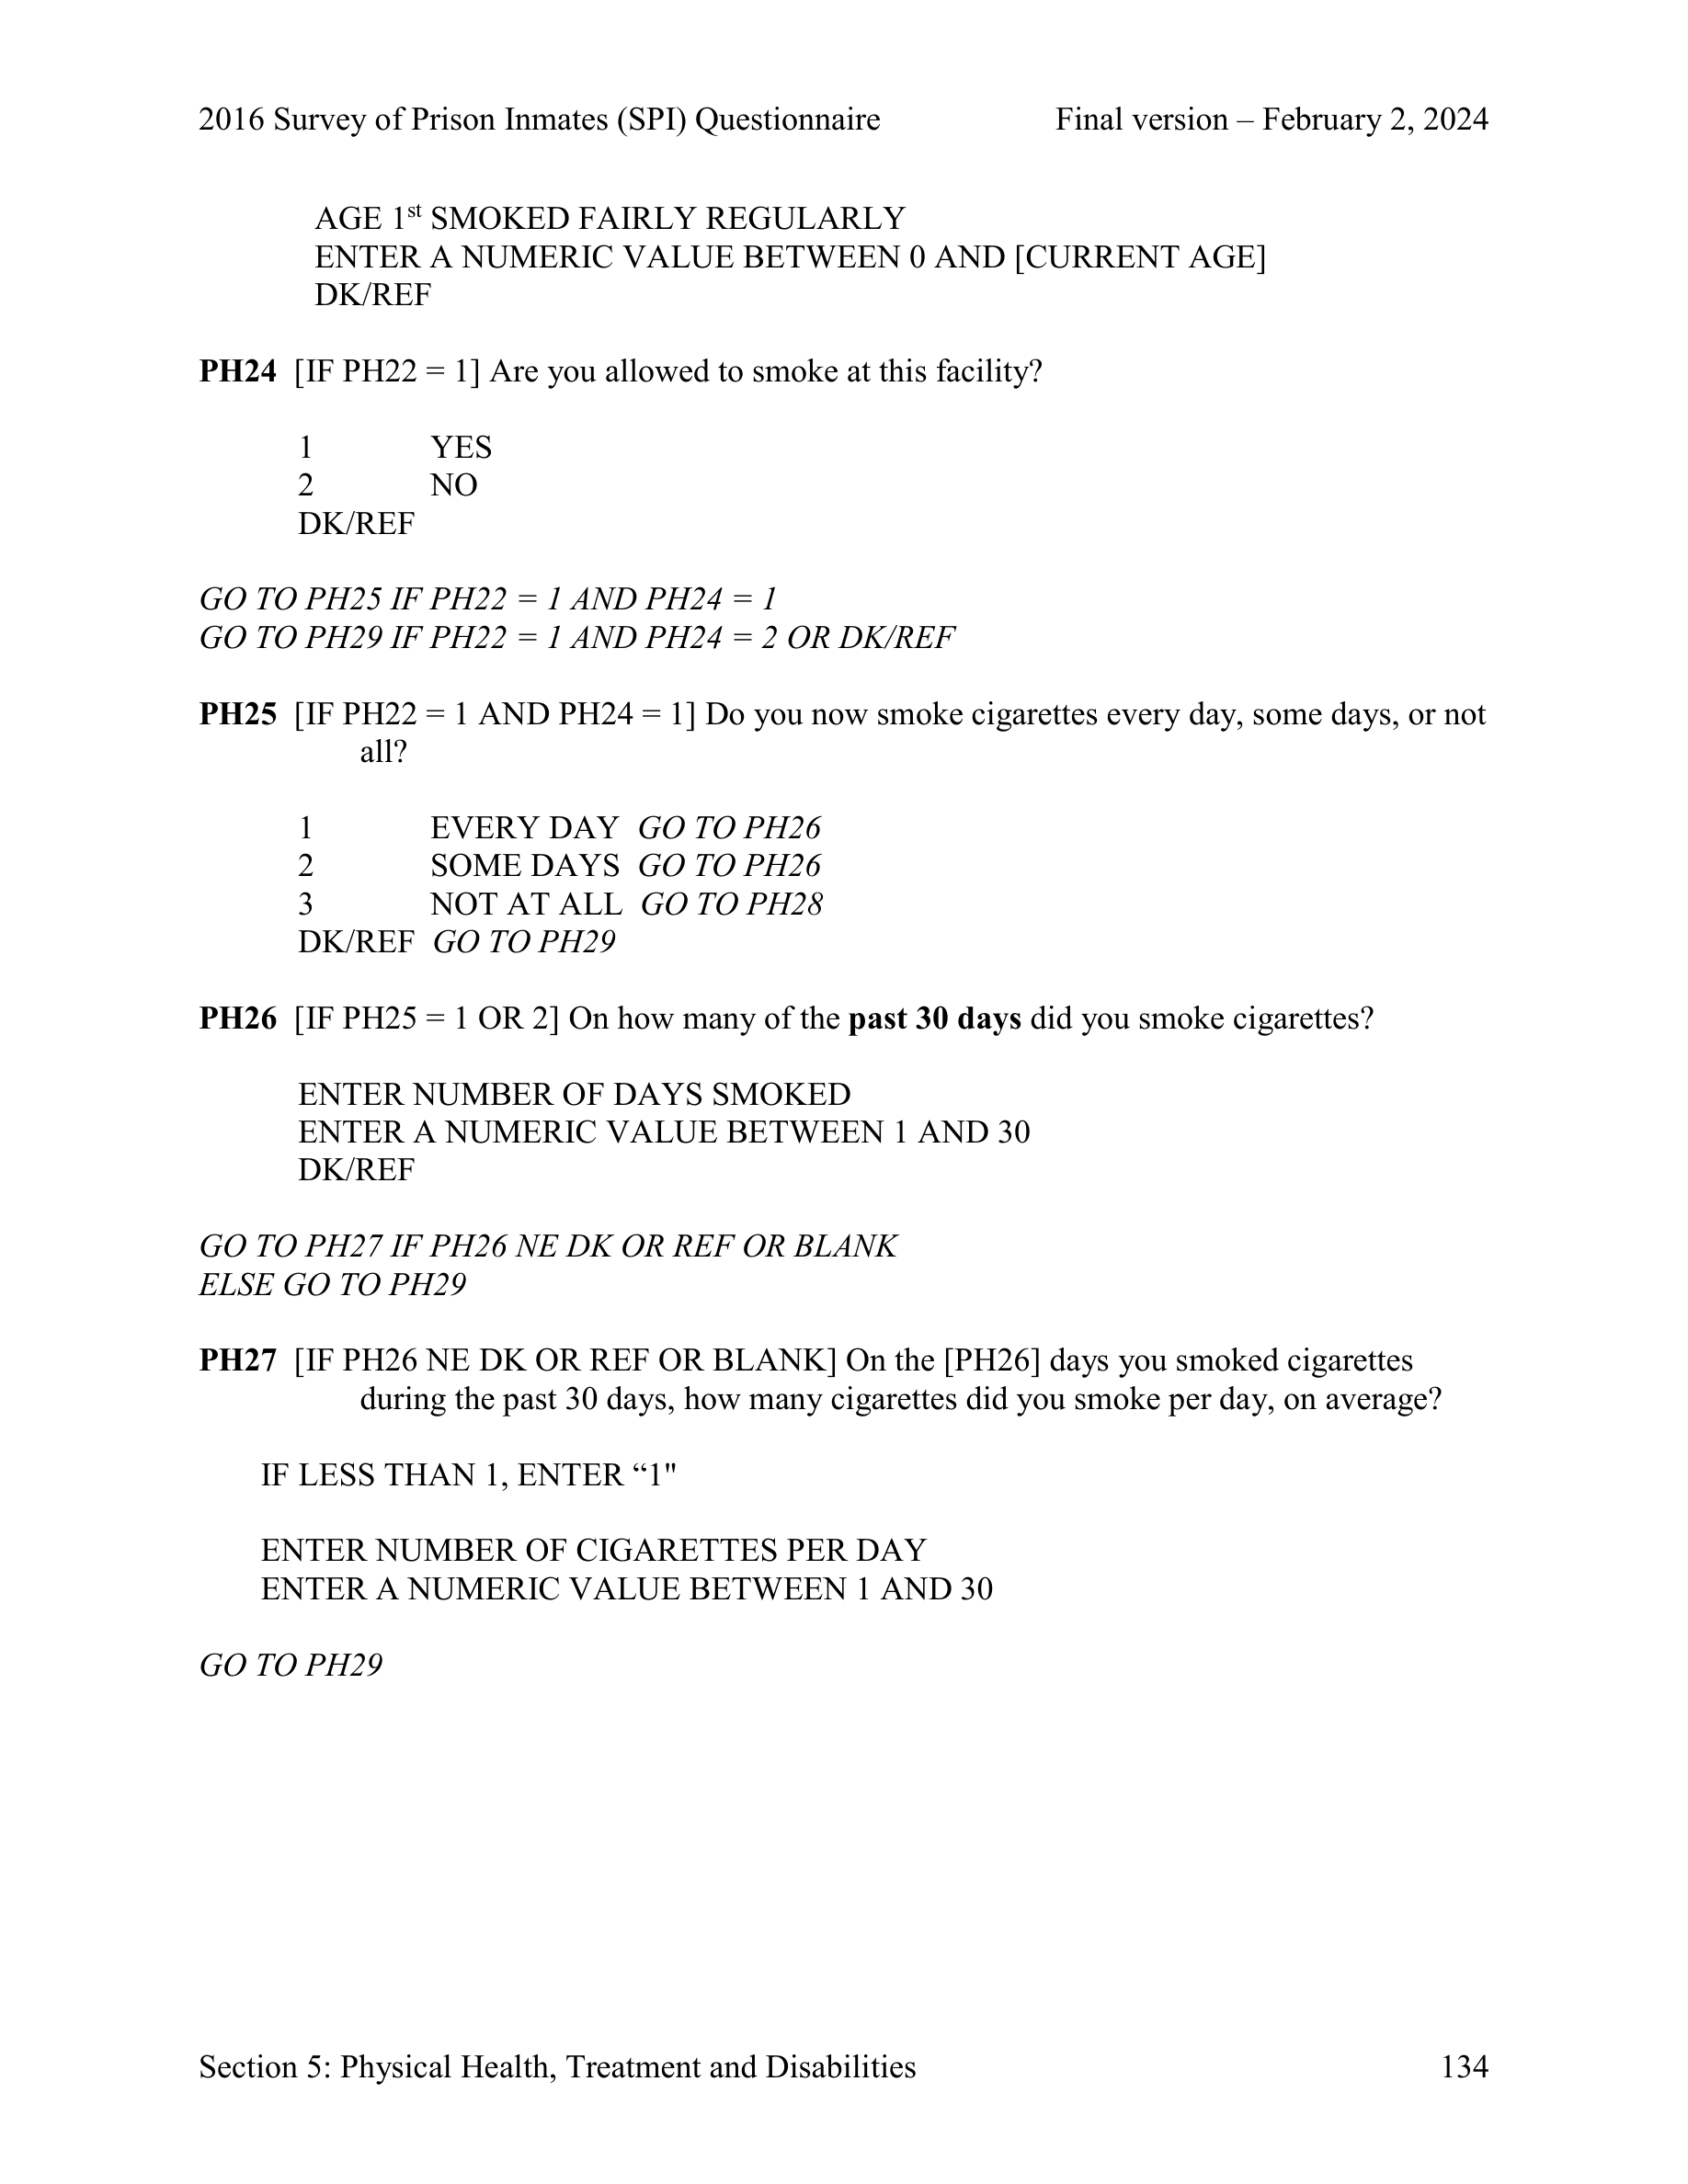 2016 Survey of Prison Inmates (SPI) Questionnaire Final version – February 2, 2024
AGE 1st SMOKED FAIRLY REGULARLY
ENTER A NUMERIC VALUE BETWEEN 0 AND [CURRENT AGE]
DK/REF
PH24 [IF PH22 = 1] Are you allowed to smoke at this facility?
1 YES
2 NO
DK/REF
GO TO PH25 IF PH22 = 1 AND PH24 = 1
GO TO PH29 IF PH22 = 1 AND PH24 = 2 OR DK/REF
PH25 [IF PH22 = 1 AND PH24 = 1] Do you now smoke cigarettes every day, some days, or not
all?
1 EVERY DAY GO TO PH26
2 SOME DAYS GO TO PH26
3 NOT AT ALL GO TO PH28
DK/REF GO TO PH29
PH26 [IF PH25 = 1 OR 2] On how many of the past 30 days did you smoke cigarettes?
ENTER NUMBER OF DAYS SMOKED
ENTER A NUMERIC VALUE BETWEEN 1 AND 30
DK/REF
GO TO PH27 IF PH26 NE DK OR REF OR BLANK
ELSE GO TO PH29
PH27 [IF PH26 NE DK OR REF OR BLANK] On the [PH26] days you smoked cigarettes
during the past 30 days, how many cigarettes did you smoke per day, on average?
IF LESS THAN 1, ENTER “1"
ENTER NUMBER OF CIGARETTES PER DAY
ENTER A NUMERIC VALUE BETWEEN 1 AND 30
GO TO PH29
Section 5: Physical Health, Treatment and Disabilities 134